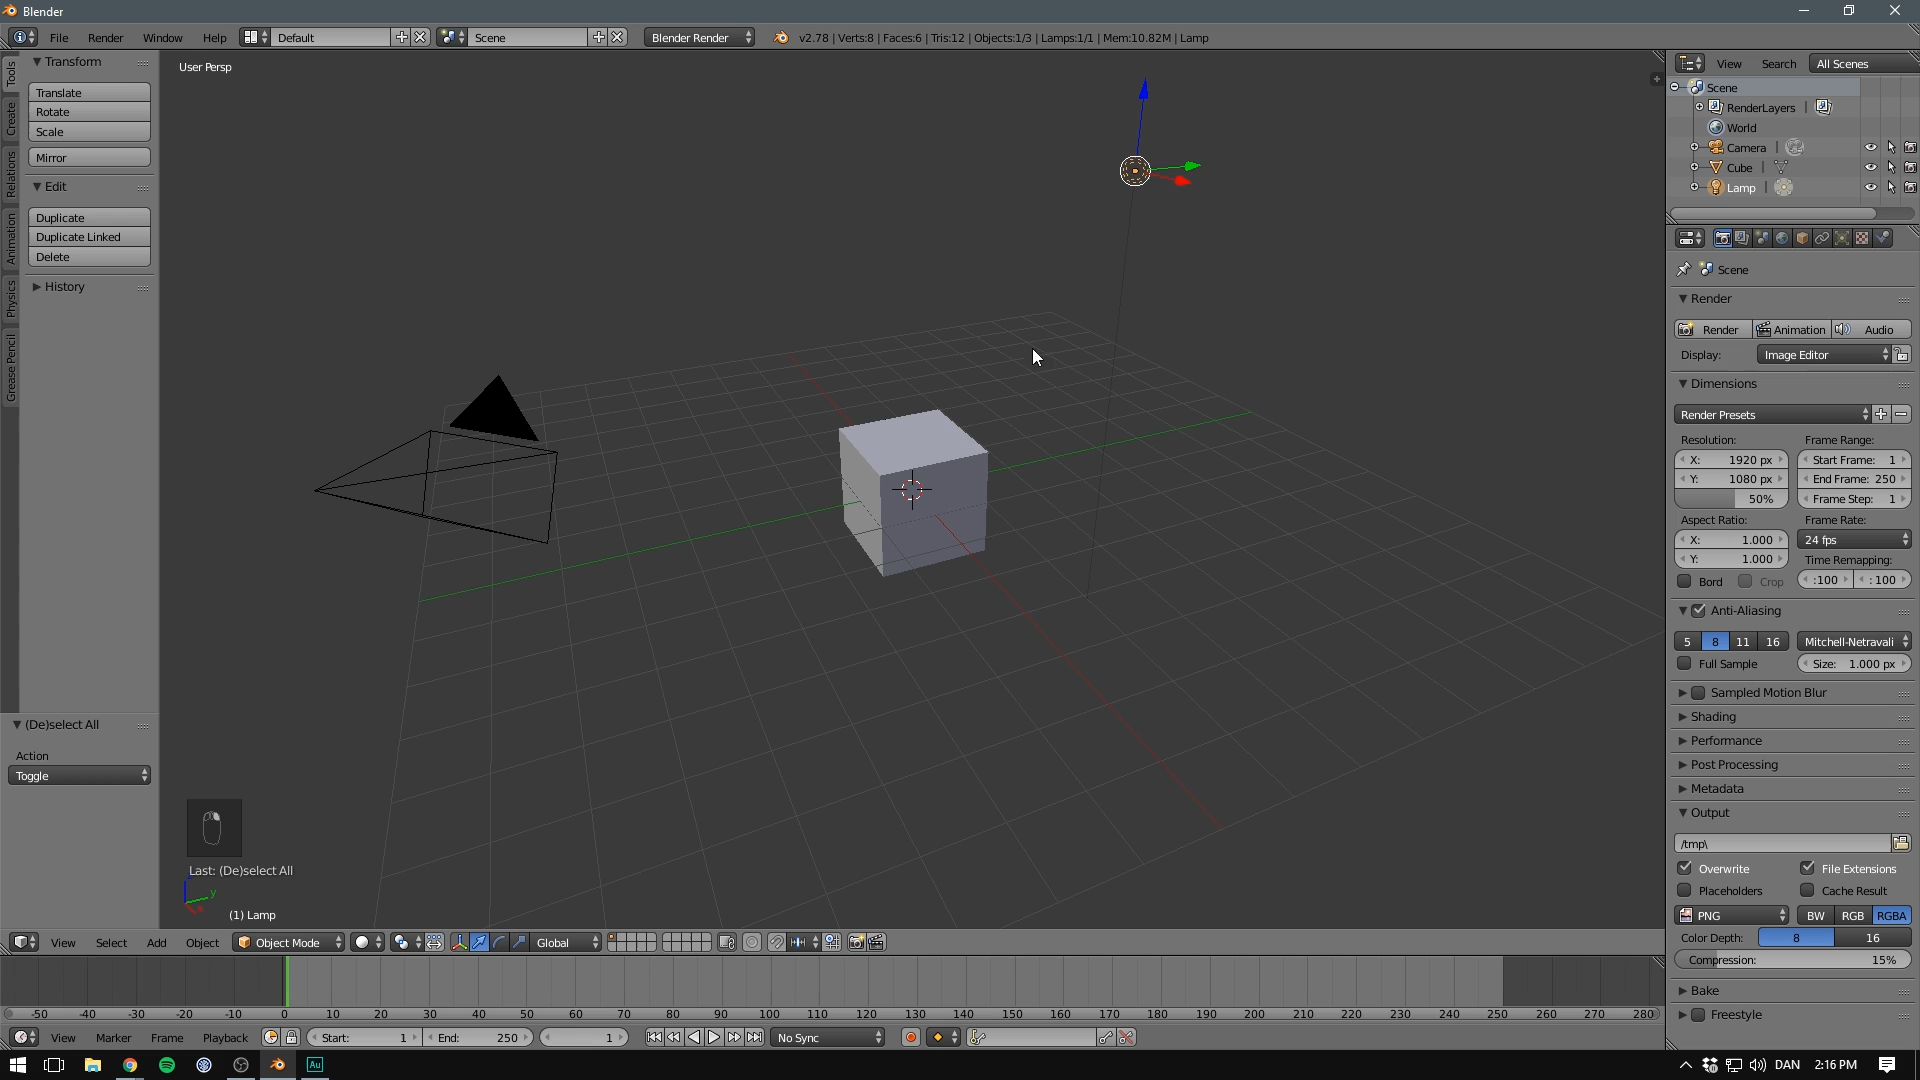 Blender
File Render Window Help Default Scene Blender Render v2.78 | Verts:8 | Faces:6 | Tris:12 | Objects:1/3 | Lamps:1/1 | Mem:10.82M | Lamp
Tools
Create
Relations
Animation
Physics
Grease Pencil
Transform
Translate
Rotate
Scale
Mirror
Edit
Duplicate
Duplicate Linked
Delete
History
(De)select All
Action
Toggle
User Persp
Last: (De)select All
y
(1) Lamp
View Select Add Object Object Mode Global
-50 -40 -30 -20 -10 0 10 20 30 40 50 60 70 80 90 100 110 120 130 140 150 160 170 180 190 200 210 220 230 240 250 260 270 280
View Marker Frame Playback Start: 1 End: 250 1 No Sync
View Search All Scenes
Scene
RenderLayers |
World
Camera |
Cube |
Lamp |
Scene
Render
Render Animation Audio
Display: Image Editor
Dimensions
Render Presets
Resolution: Frame Range:
X: 1920 px Start Frame: 1
Y: 1080 px End Frame: 250
50% Frame Step: 1
Aspect Ratio: Frame Rate:
X: 1.000 24 fps
Y: 1.000 Time Remapping:
Bord Crop :100 : 100
Anti-Aliasing
5 8 11 16 Mitchell-Netravali
Full Sample Size: 1.000 px
Sampled Motion Blur
Shading
Performance
Post Processing
Metadata
Output
/tmp\
Overwrite File Extensions
Placeholders Cache Result
PNG BW RGB RGBA
Color Depth: 8 16
Compression: 15%
Bake
Freestyle
Au DAN 2:16 PM